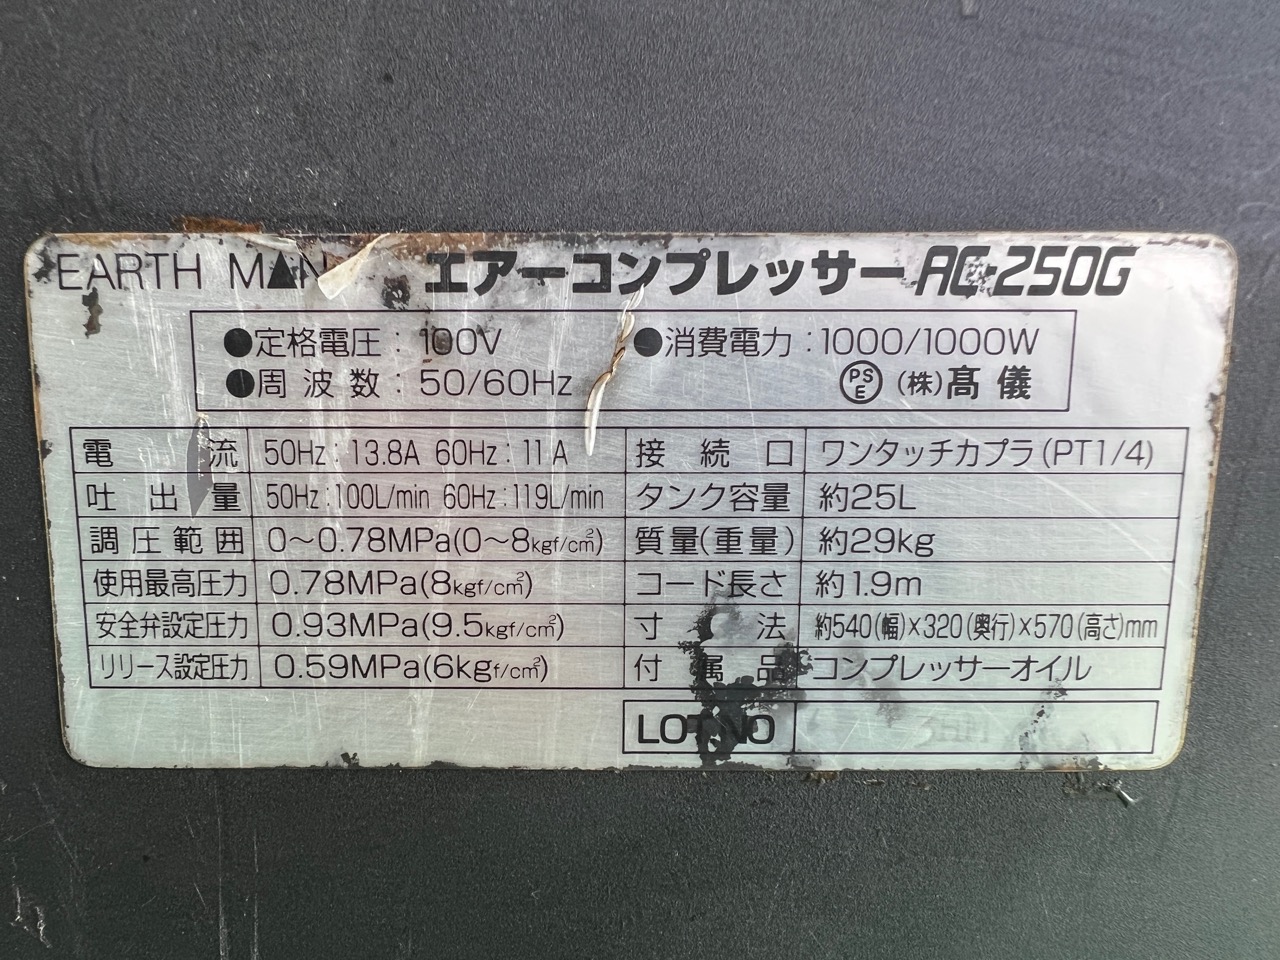 EARTH MAN エアーコンプレッサー AC-250G
●定格電圧：100V ●消費電力：1000/1000W
●周波数：50/60Hz PSE (株)髙儀
電流 50Hz：13.8A 60Hz：11A 接続口 ワンタッチカプラ(PT1/4)
吐出量 50Hz：100L/min 60Hz：119L/min タンク容量 約25L
調圧範囲 0〜0.78MPa(0〜8kgf/cm²) 質量(重量) 約29kg
使用最高圧力 0.78MPa(8kgf/cm²) コード長さ 約1.9m
安全弁設定圧力 0.93MPa(9.5kgf/cm²) 寸法 約540(幅)×320(奥行)×570(高さ)mm
リリース設定圧力 0.59MPa(6kgf/cm²) 付属品 コンプレッサーオイル
LOT NO